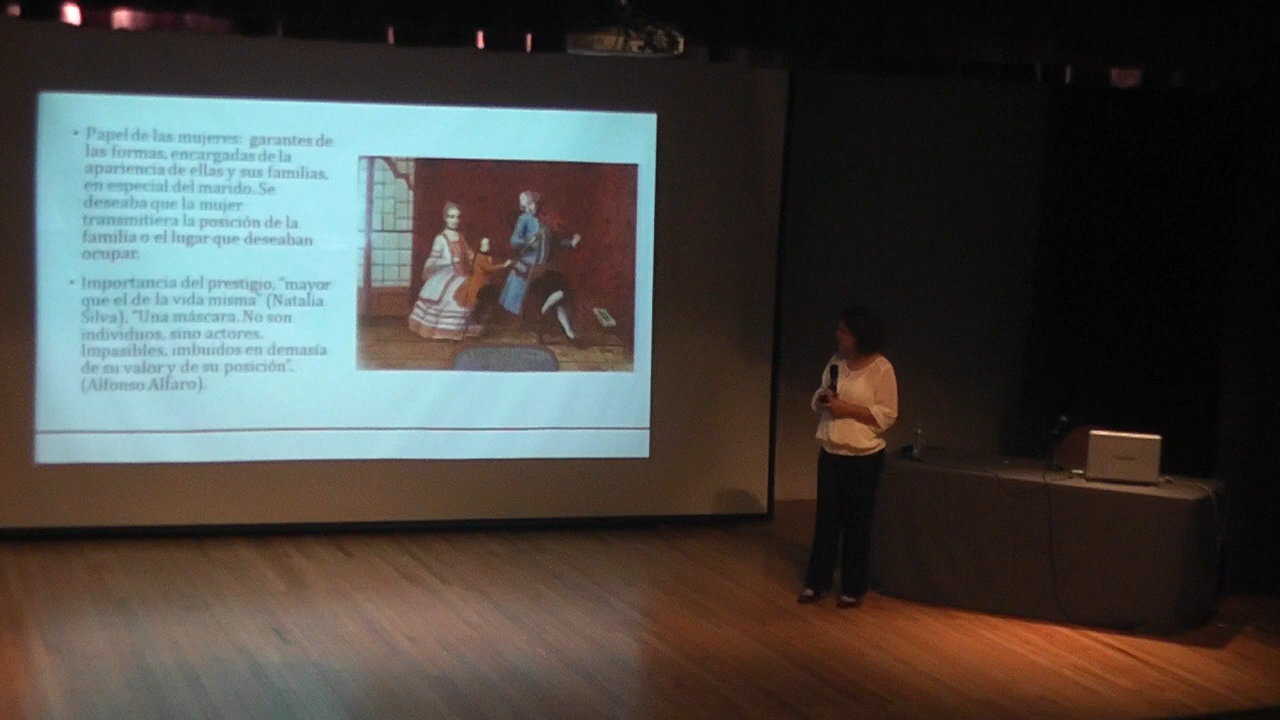 • Papel de las mujeres: garantes de
las formas, encargadas de la
apariencia de ellas y sus familias,
en especial del marido. Se
deseaba que la mujer
transmitiera la posición de la
familia o el lugar que deseaban
ocupar.
• Importancia del prestigio, "mayor
que el de la vida misma" (Natalia
Silva). "Una máscara. No son
individuos, sino actores.
Impasibles, imbuidos en demasía
de su valor y de su posición".
(Alfonso Alfaro).